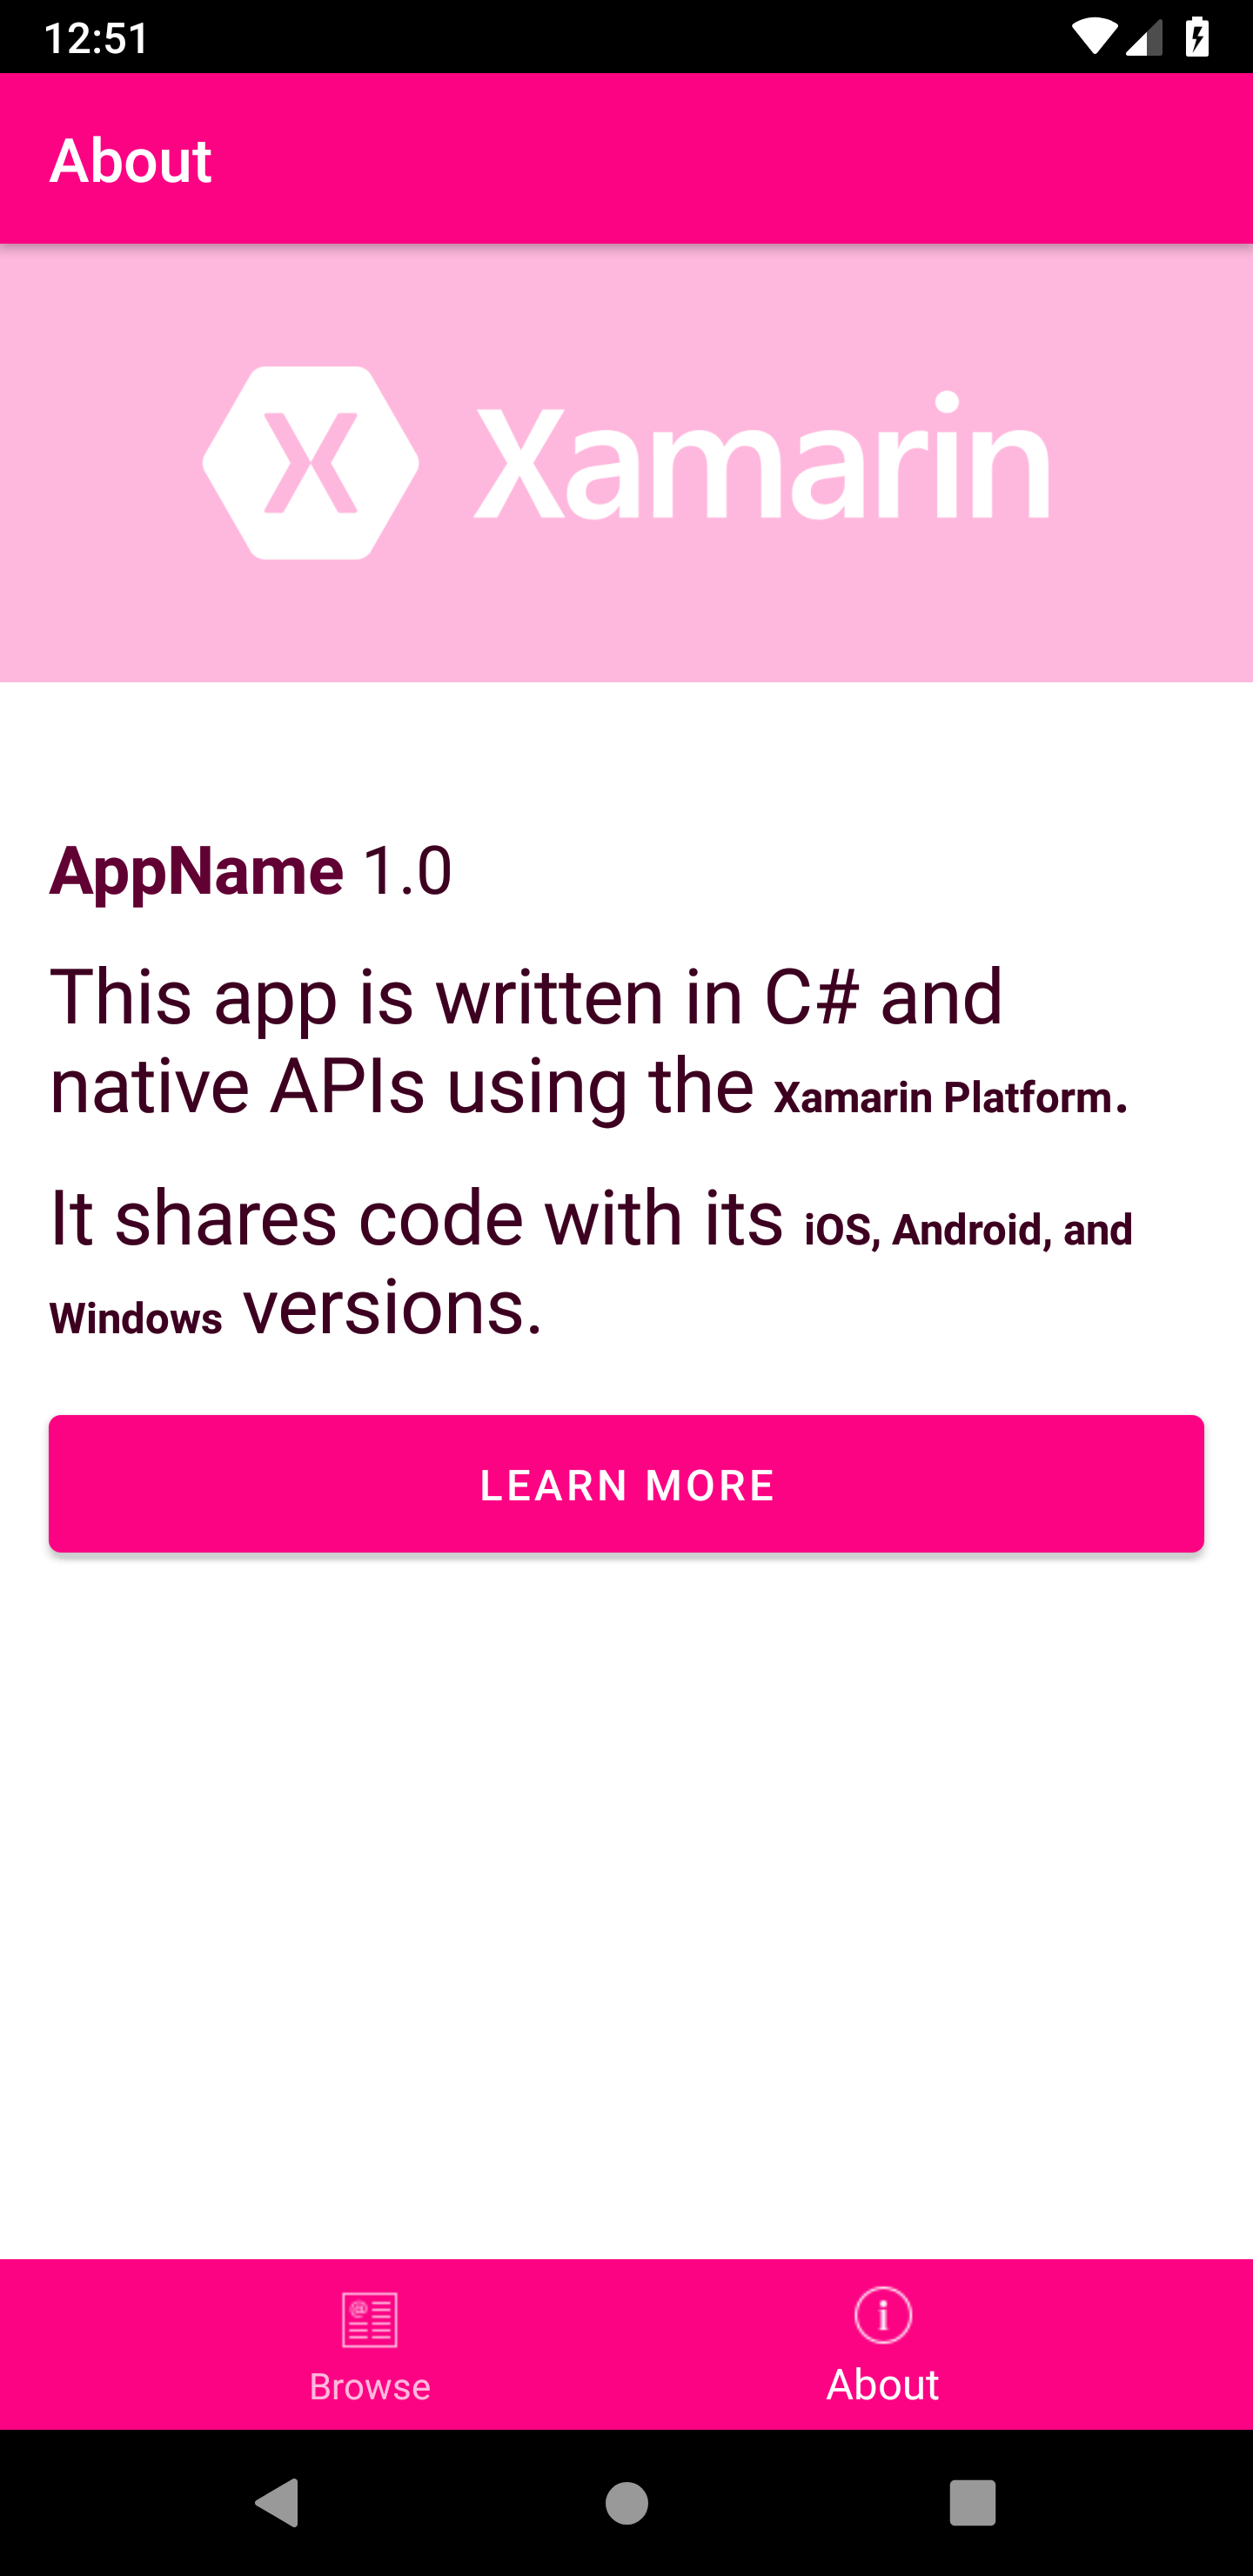 12:51
About
Xamarin
AppName 1.0
This app is written in C# and
native APIs using the Xamarin Platform.
It shares code with its iOS, Android, and
Windows versions.
LEARN MORE
Browse
About